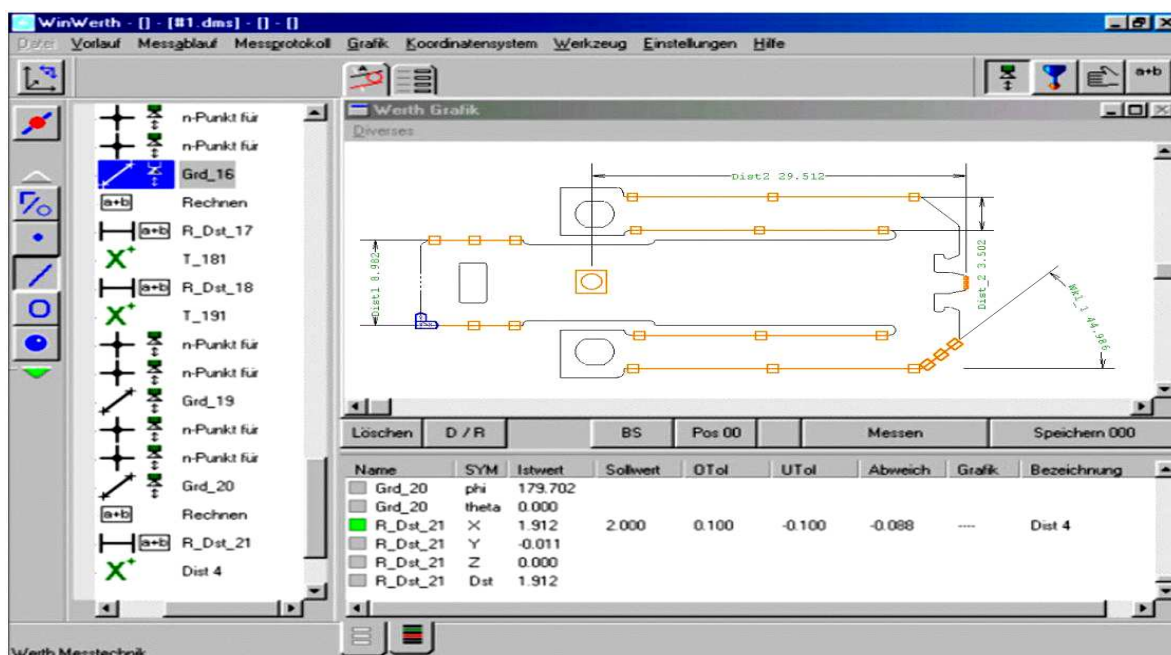 WinWerth - [] - [#1.dms] - [] - []
Datei Vorlauf Messablauf Messprotokoll Grafik Koordinatensystem Werkzeug Einstellungen Hilfe
a+b
n-Punkt für
n-Punkt für
Grd_16
a+b Rechnen
a+b R_Dst_17
T_181
a+b R_Dst_18
T_191
n-Punkt für
n-Punkt für
Grd_19
n-Punkt für
n-Punkt für
Grd_20
a+b Rechnen
a+b R_Dst_21
Dist 4
Werth Grafik
Diverses
Dist2 29.512
Dist1 8.982
Dist_2 3.502
Wkl_1 44.986
Löschen D / R BS Pos 00 Messen Speichern 000
Name SYM Istwert Sollwert OTol UTol Abweich Grafik Bezeichnung
Grd_20 phi 179.702
Grd_20 theta 0.000
R_Dst_21 X 1.912 2.000 0.100 -0.100 -0.088 ---- Dist 4
R_Dst_21 Y -0.011
R_Dst_21 Z 0.000
R_Dst_21 Dst 1.912
Werth Messtechnik